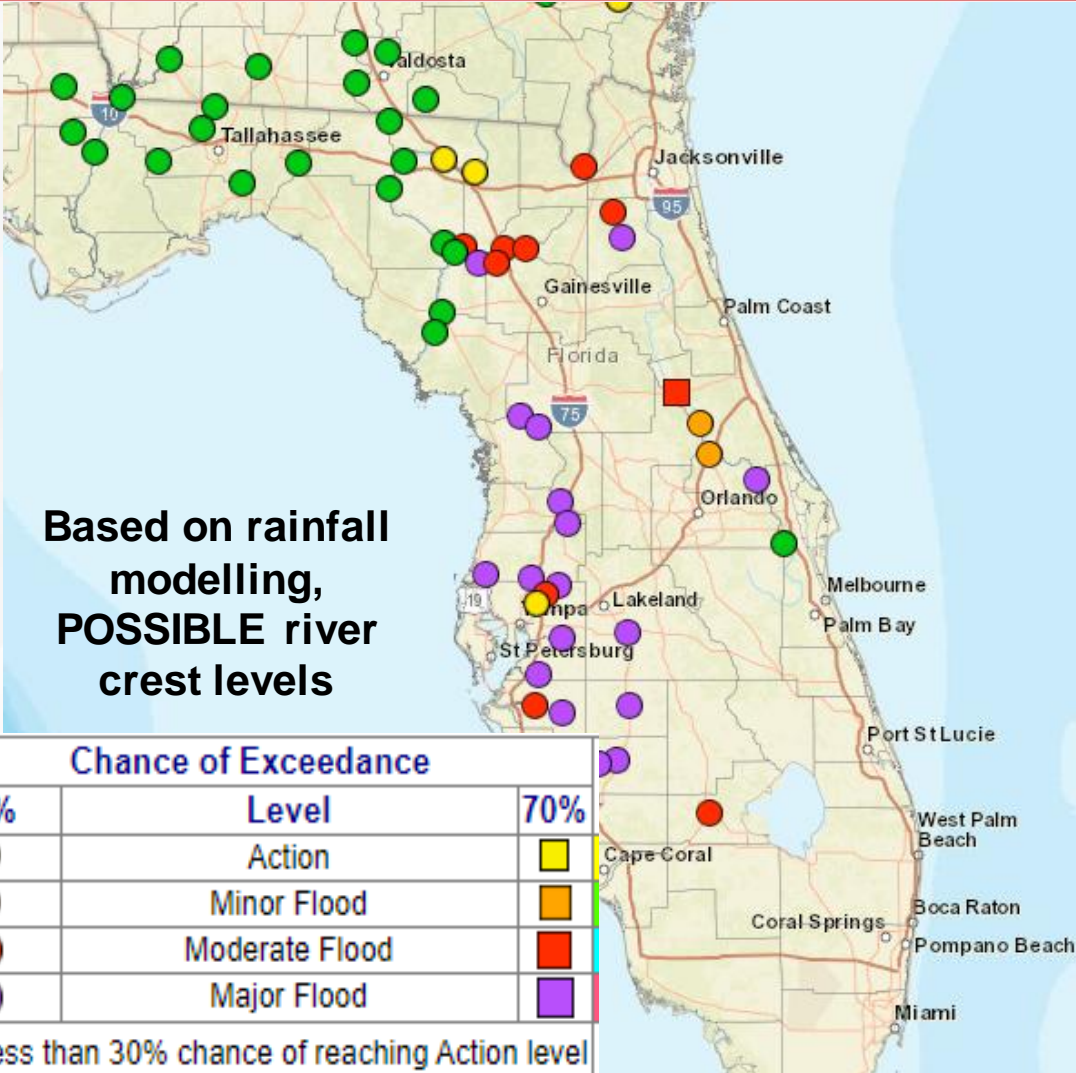 Valdosta
10
Tallahassee
Jacksonville
95
Gainesville
Palm Coast
Florida
75
Orlando
Based on rainfall
modelling,
POSSIBLE river
crest levels
19
Tampa
Lakeland
Melbourne
Palm Bay
St Petersburg
Port St Lucie
Chance of Exceedance
%
Level
70%
Action
Minor Flood
Moderate Flood
Major Flood
ess than 30% chance of reaching Action level
West Palm
Beach
Cape Coral
Boca Raton
Coral Springs
Pompano Beach
Miami